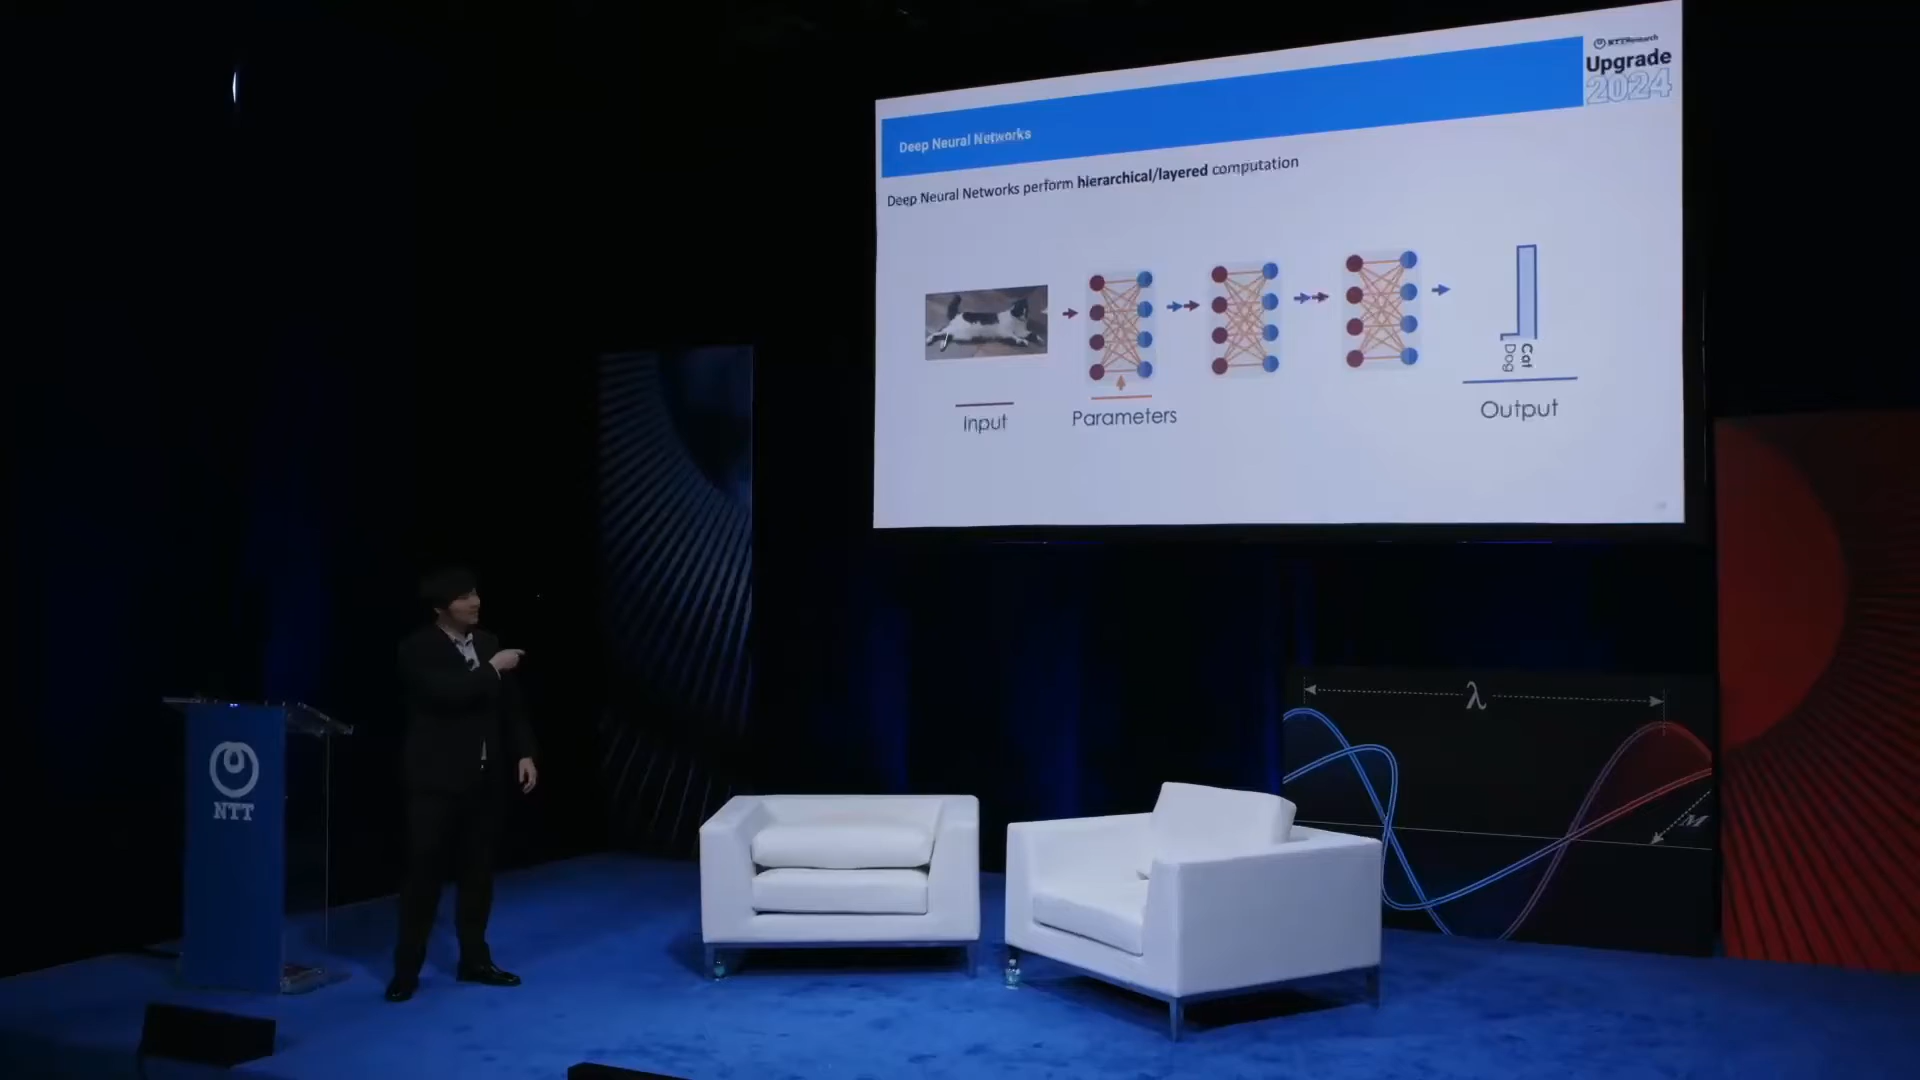 NTT Research
Upgrade
2024
Deep Neural Networks
Deep Neural Networks perform hierarchical/layered computation
Dog
Cat
Input
Parameters
Output
λ
M
NTT